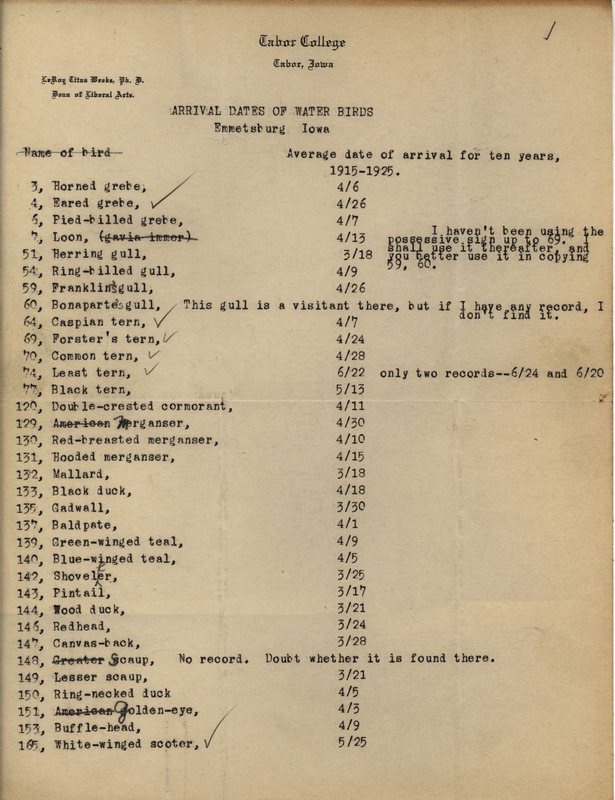 Tabor College
Tabor, Iowa
LeRoy Titus Weeks, Ph. D.
Dean of Liberal Arts.
ARRIVAL DATES OF WATER BIRDS
Emmetsburg Iowa
Name of bird Average date of arrival for ten years,
1915-1925.
3, Horned grebe, 4/6
4, Eared grebe, 4/26
6, Pied-billed grebe, 4/7
7, Loon, (gavia immer) 4/13
I haven't been using the
possessive sign up to 69. I
shall use it thereafter, and
you better use it in copying
59, 60.
51, Herring gull, 3/18
54, Ring-billed gull, 4/9
59, Franklin's gull, 4/26
60, Bonaparte's gull, This gull is a visitant there, but if I have any record, I
don't find it.
64, Caspian tern, 4/7
69, Forster's tern, 4/24
70, Common tern, 4/28
74, Least tern, 6/22 only two records--6/24 and 6/20
77, Black tern, 5/13
120, Double-crested cormorant, 4/11
129, American Merganser, 4/30
130, Red-breasted merganser, 4/10
131, Hooded merganser, 4/15
132, Mallard, 3/18
133, Black duck, 4/18
135, Gadwall, 3/30
137, Baldpate, 4/1
139, Green-winged teal, 4/9
140, Blue-winged teal, 4/5
142, Shoveler, 3/25
143, Pintail, 3/17
144, Wood duck, 3/21
146, Redhead, 3/24
147, Canvas-back, 3/28
148, Greater Scaup, No record. Doubt whether it is found there.
149, Lesser scaup, 3/21
150, Ring-necked duck 4/5
151, American Golden-eye, 4/3
153, Buffle-head, 4/9
165, White-winged scoter, 5/25